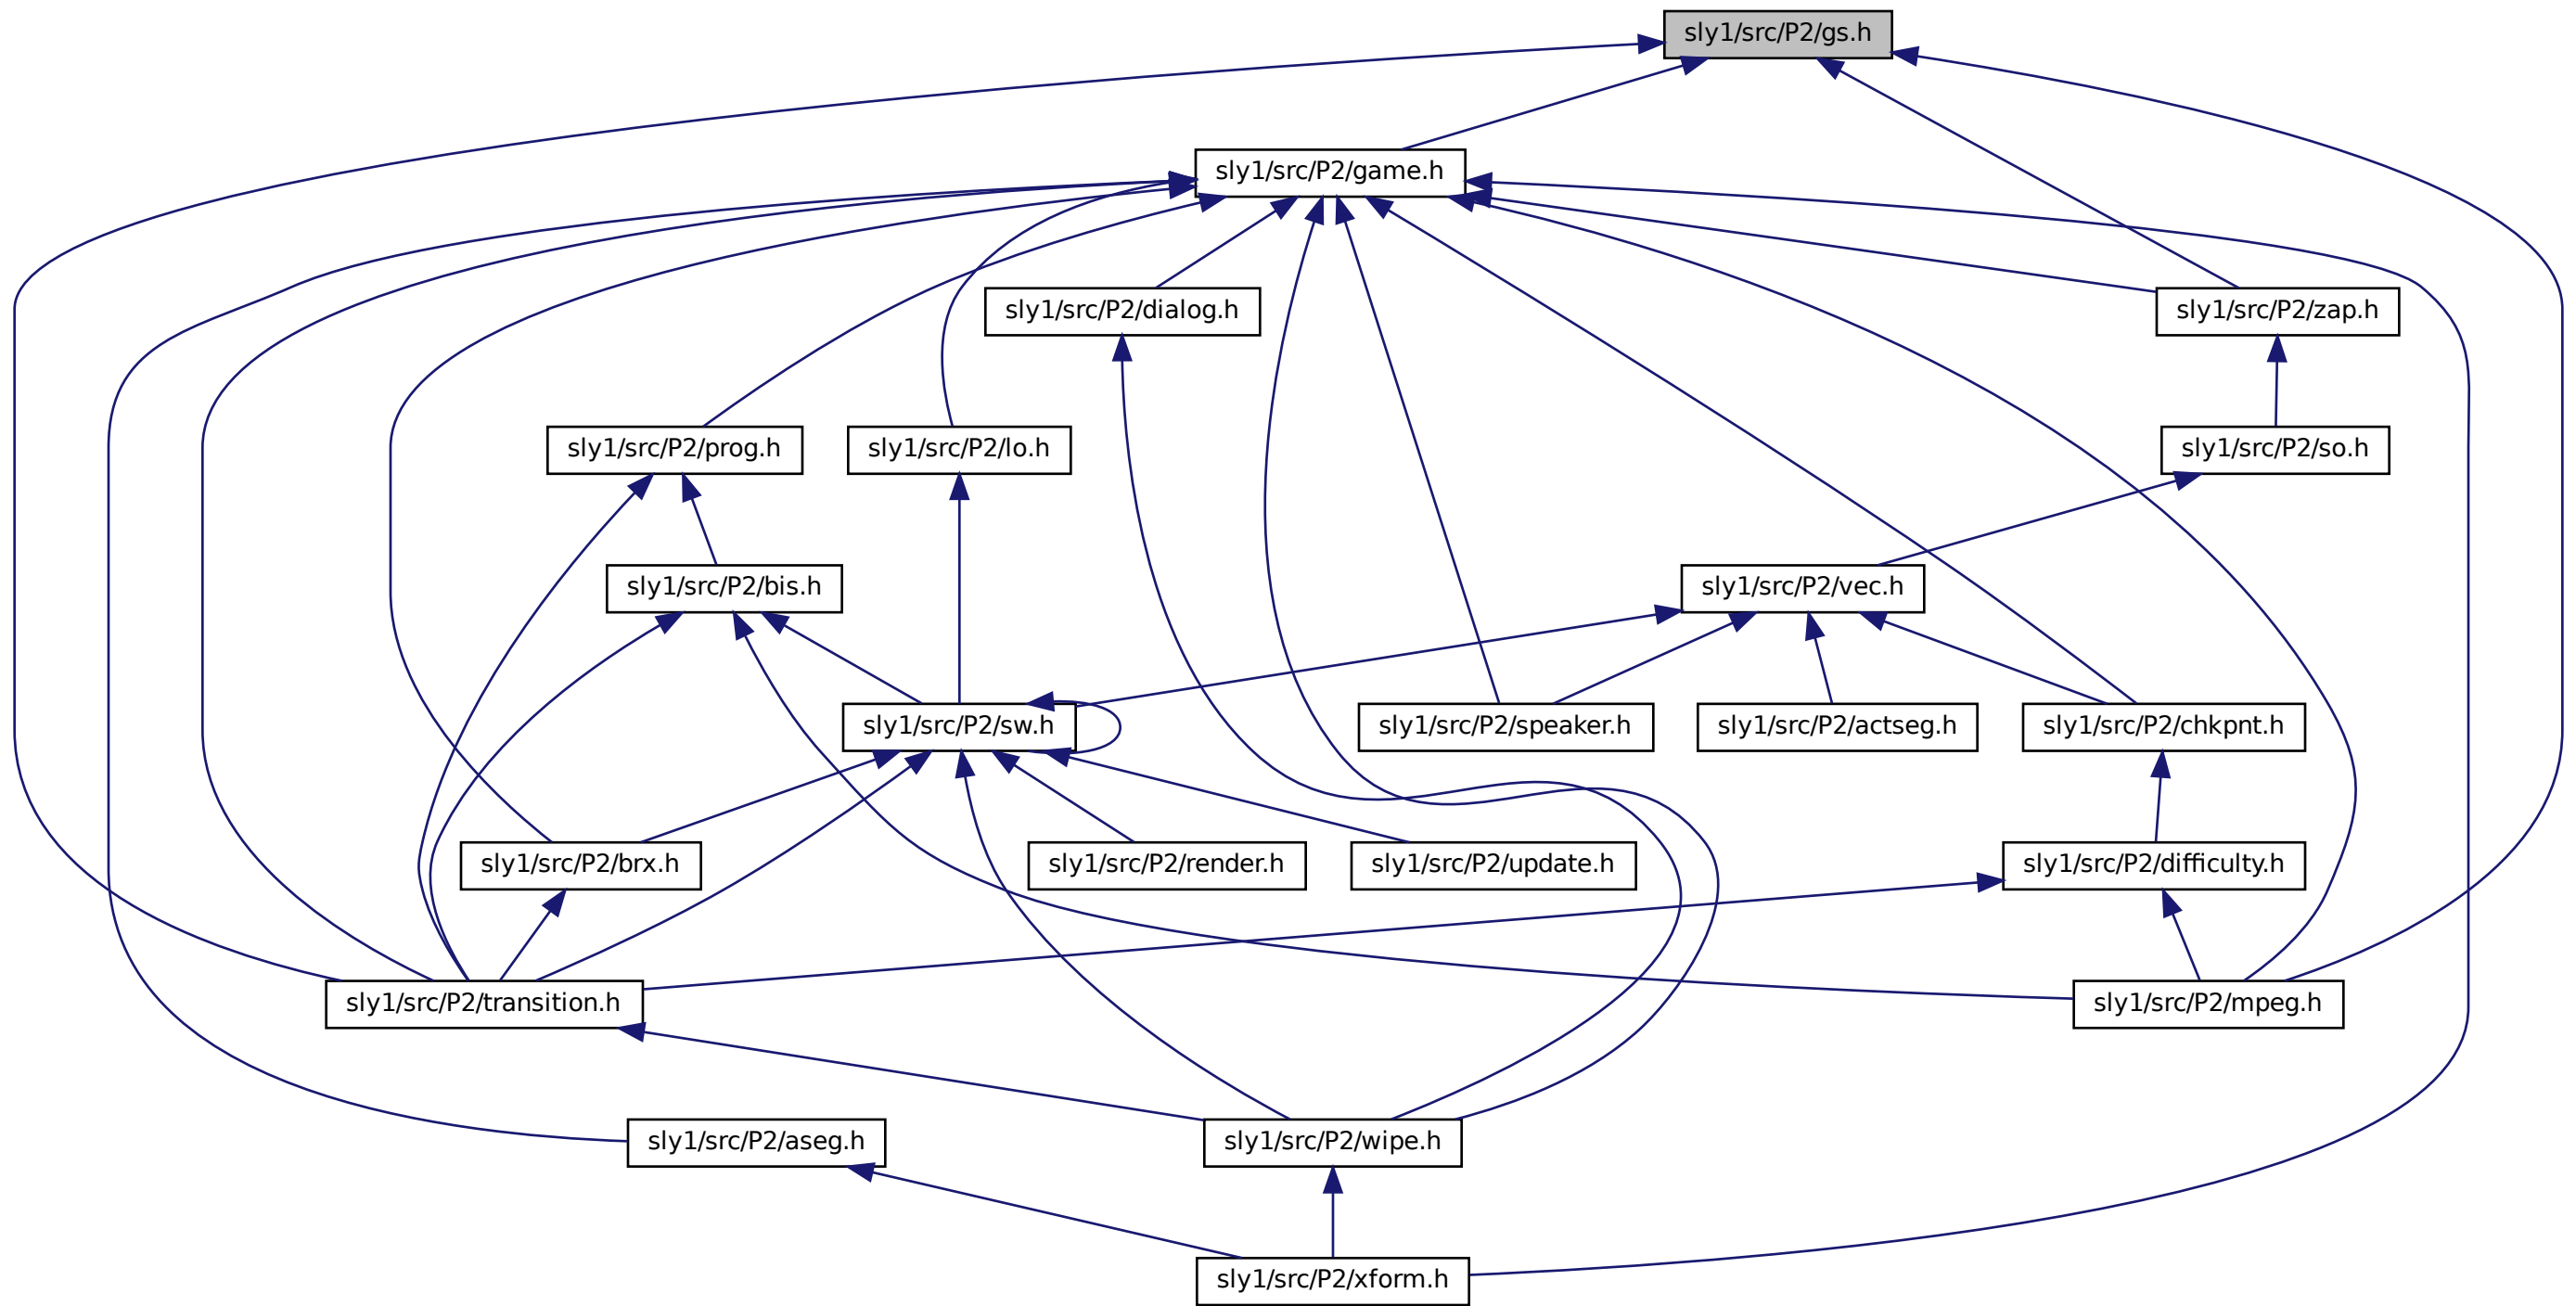 sly1/src/P2/gs.h
sly1/src/P2/game.h
sly1/src/P2/dialog.h
sly1/src/P2/zap.h
sly1/src/P2/prog.h
sly1/src/P2/lo.h
sly1/src/P2/so.h
sly1/src/P2/bis.h
sly1/src/P2/vec.h
sly1/src/P2/sw.h
sly1/src/P2/speaker.h
sly1/src/P2/actseg.h
sly1/src/P2/chkpnt.h
sly1/src/P2/brx.h
sly1/src/P2/render.h
sly1/src/P2/update.h
sly1/src/P2/difficulty.h
sly1/src/P2/transition.h
sly1/src/P2/mpeg.h
sly1/src/P2/aseg.h
sly1/src/P2/wipe.h
sly1/src/P2/xform.h